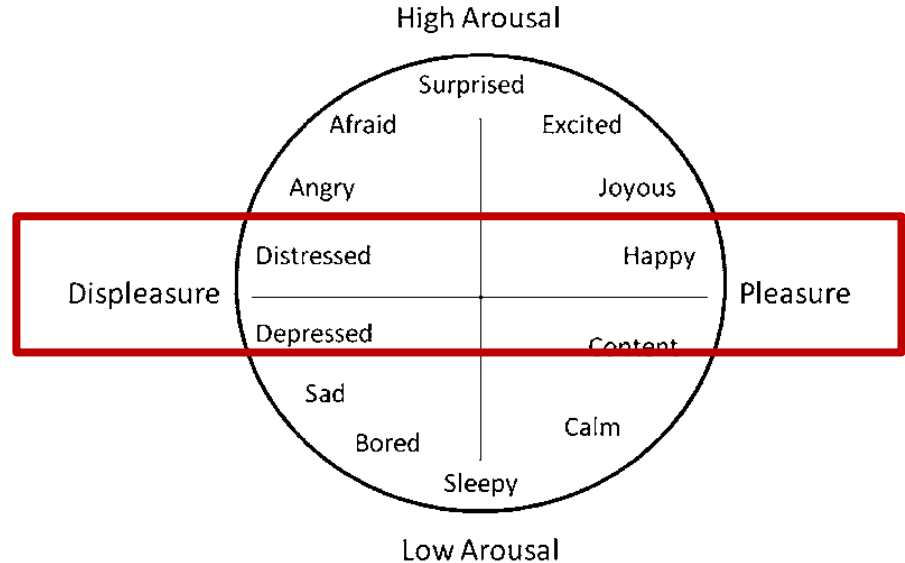 High Arousal
Surprised
Afraid Excited
Angry Joyous
Distressed Happy
Displeasure Pleasure
Depressed Content
Sad
Bored Calm
Sleepy
Low Arousal